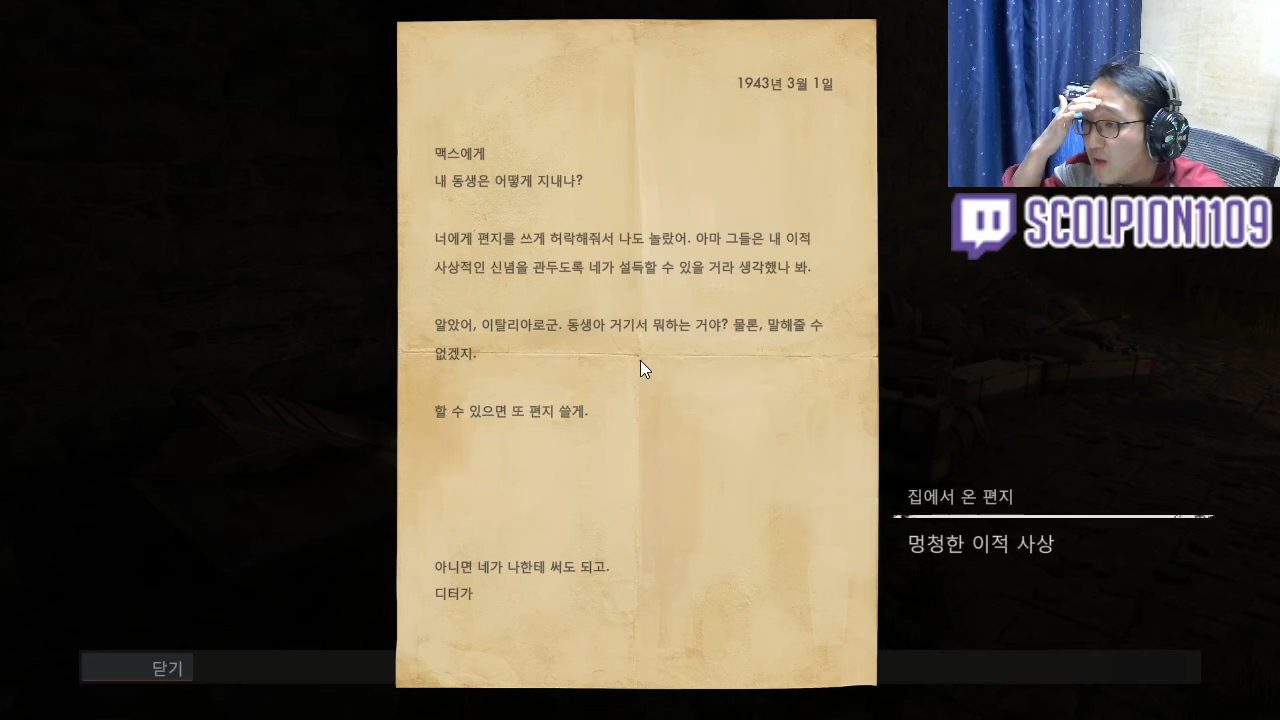 1943년 3월 1일
맥스에게
내 동생은 어떻게 지내나?
너에게 편지를 쓰게 허락해줘서 나도 놀랐어. 아마 그들은 내 이적
사상적인 신념을 관두도록 네가 설득할 수 있을 거라 생각했나 봐.
알았어, 이탈리아로군. 동생아 거기서 뭐하는 거야? 물론, 말해줄 수
없겠지.
할 수 있으면 또 편지 쓸게.
아니면 네가 나한테 써도 되고.
디터가
SCOLPION1109
집에서 온 편지
멍청한 이적 사상
닫기